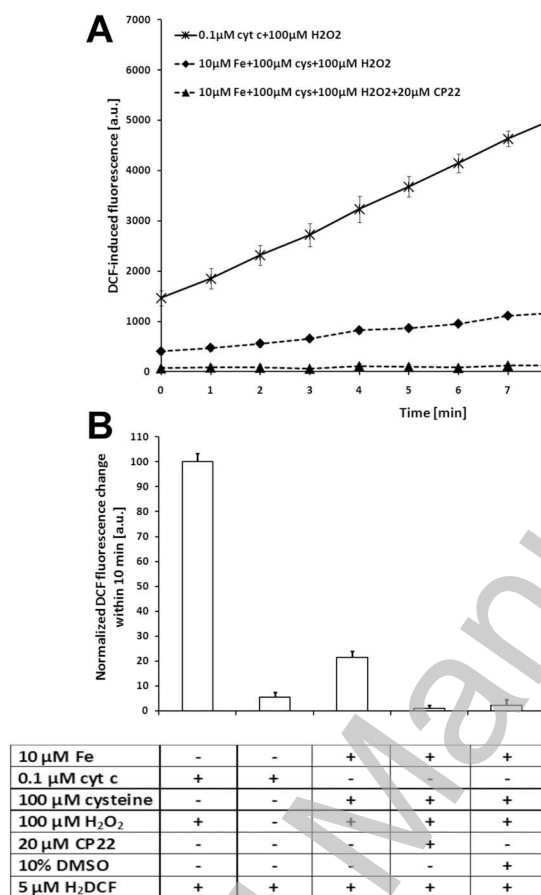 A
0.1µM cyt c+100µM H2O2
10µM Fe+100µM cys+100µM H2O2
10µM Fe+100µM cys+100µM H2O2+20µM CP22
DCF-induced fluorescence [a.u.]
7000
6000
5000
4000
3000
2000
1000
0
0 1 2 3 4 5 6 7
Time [min]
B
Normalized DCF fluorescence change
within 10 min [a.u.]
110
100
90
80
70
60
50
40
30
20
10
0
10 µM Fe - - + + +
0.1 µM cyt c + + - - -
100 µM cysteine - - + + +
100 µM H₂O₂ + - + + +
20 µM CP22 - - - + -
10% DMSO - - - - +
5 µM H₂DCF + + + + +
Man